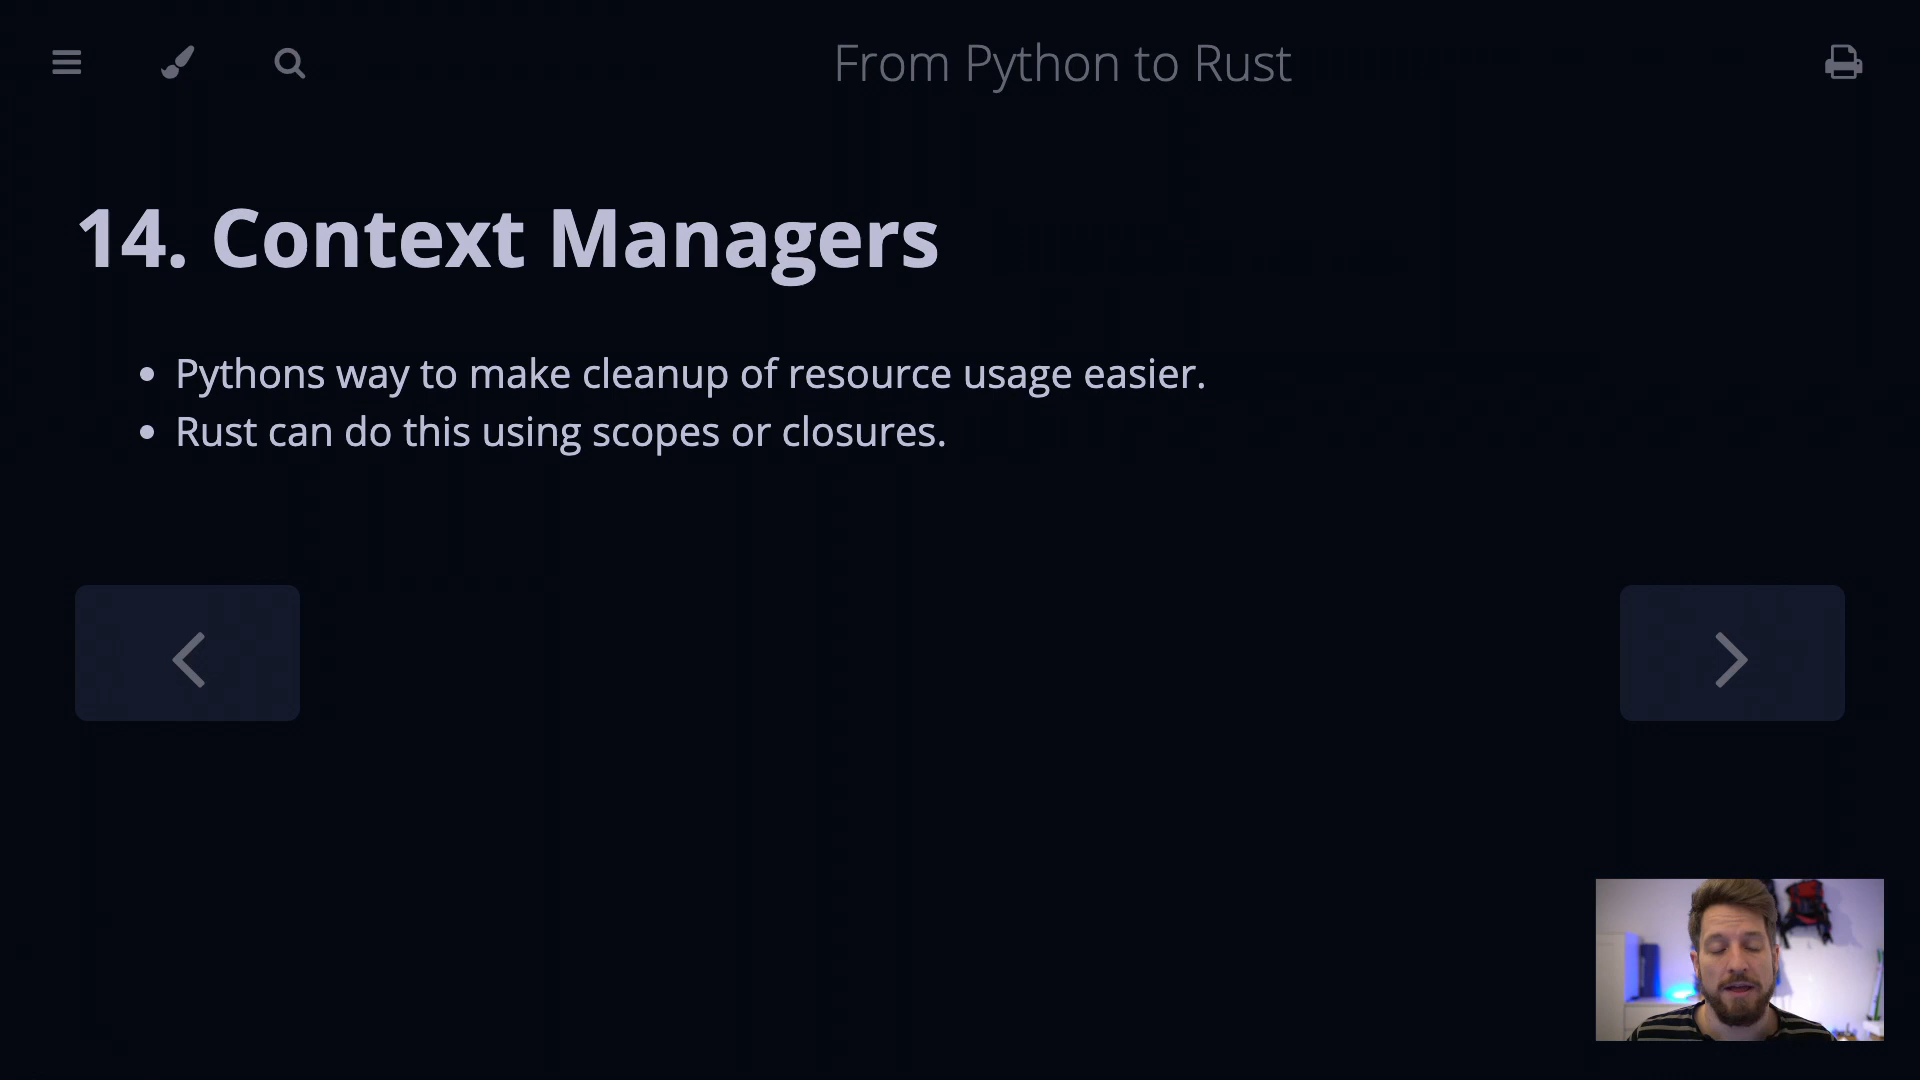 From Python to Rust
14. Context Managers
• Pythons way to make cleanup of resource usage easier.
• Rust can do this using scopes or closures.